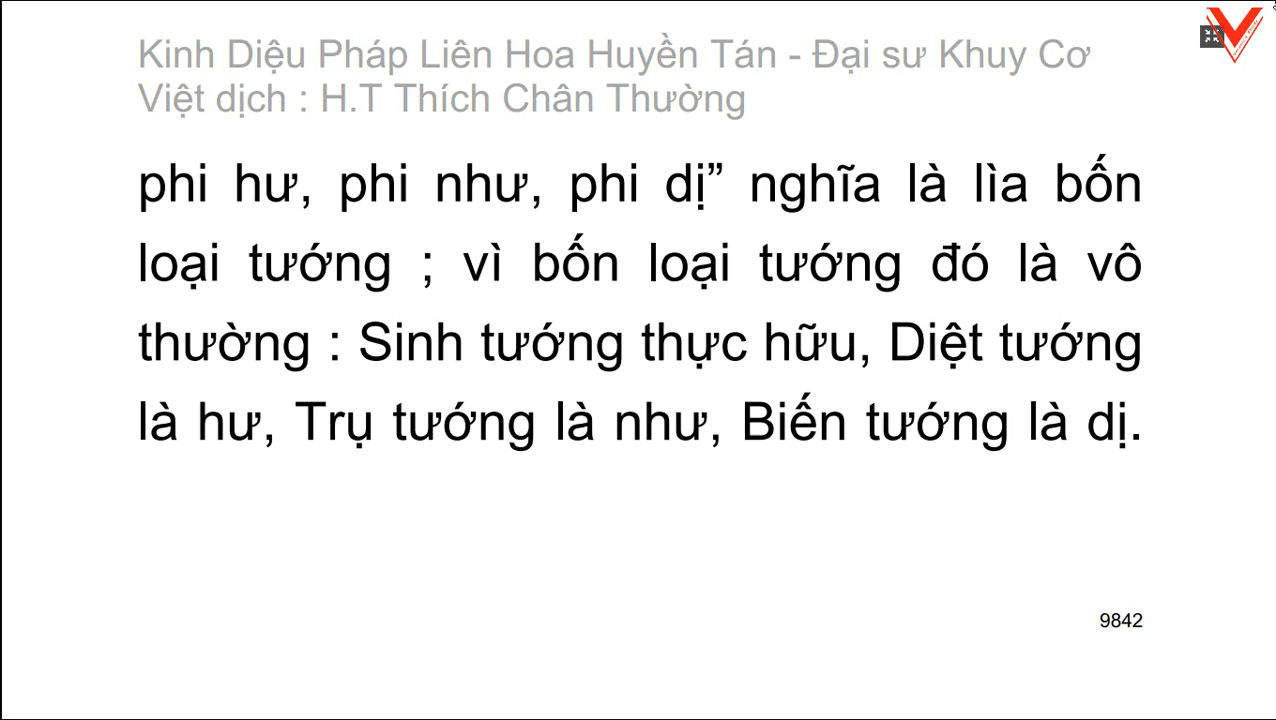 Kinh Diệu Pháp Liên Hoa Huyền Tán - Đại sư Khuy Cơ
Việt dịch : H.T Thích Chân Thường
phi hư, phi như, phi dị” nghĩa là lìa bốn
loại tướng ; vì bốn loại tướng đó là vô
thường : Sinh tướng thực hữu, Diệt tướng
là hư, Trụ tướng là như, Biến tướng là dị.
9842